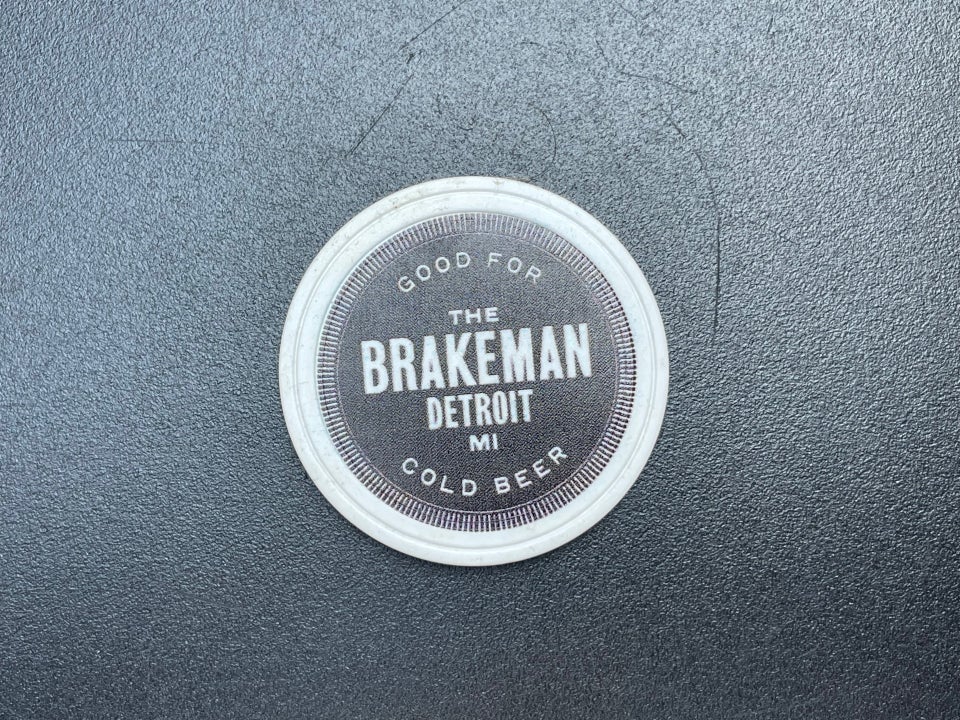 GOOD FOR
THE
BRAKEMAN
DETROIT
MI
COLD BEER